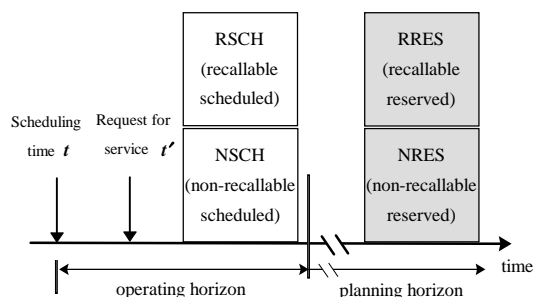 RSCH
(recallable
scheduled)
RRES
(recallable
reserved)
Scheduling
time t
Request for
service t′
NSCH
(non-recallable
scheduled)
NRES
(non-recallable
reserved)
time
operating horizon
planning horizon